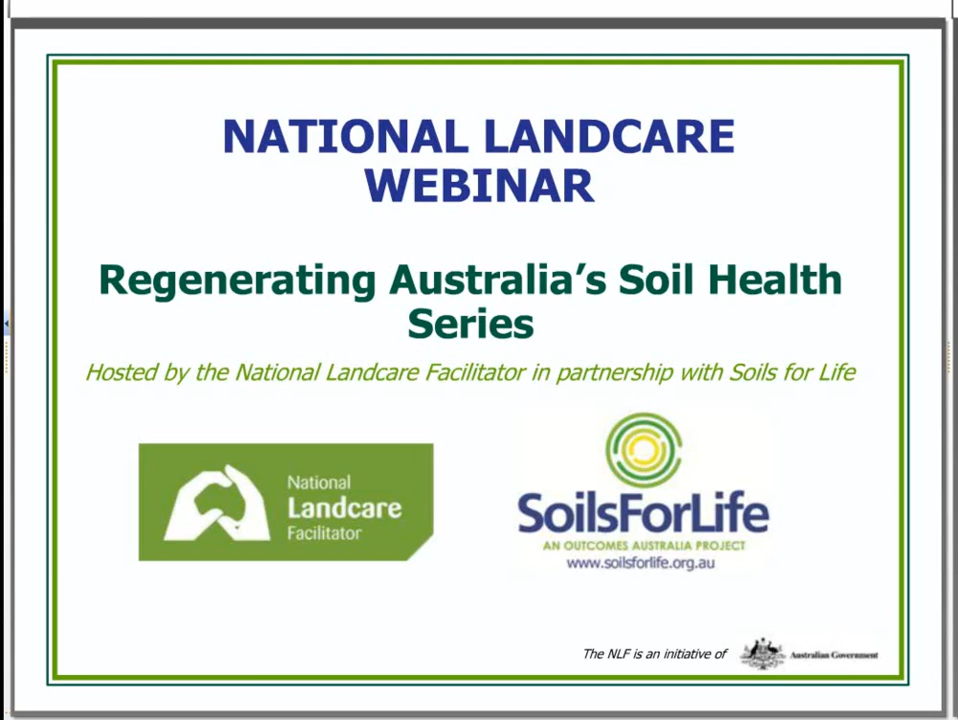 NATIONAL LANDCARE
WEBINAR
Regenerating Australia’s Soil Health
Series
Hosted by the National Landcare Facilitator in partnership with Soils for Life
National
Landcare
Facilitator
SoilsForLife
AN OUTCOMES AUSTRALIA PROJECT
www.soilsforlife.org.au
The NLF is an initiative of
Australian Government